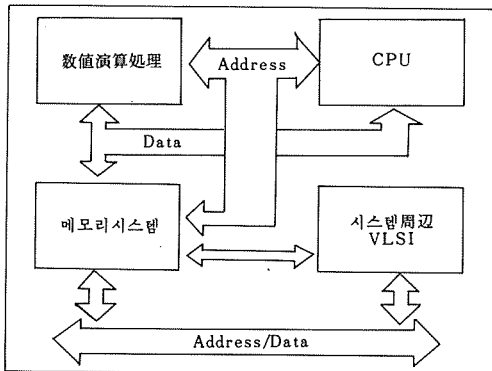 数値演算処理
Address
CPU
Data
메모리시스템
시스템周辺
VLSI
Address/Data